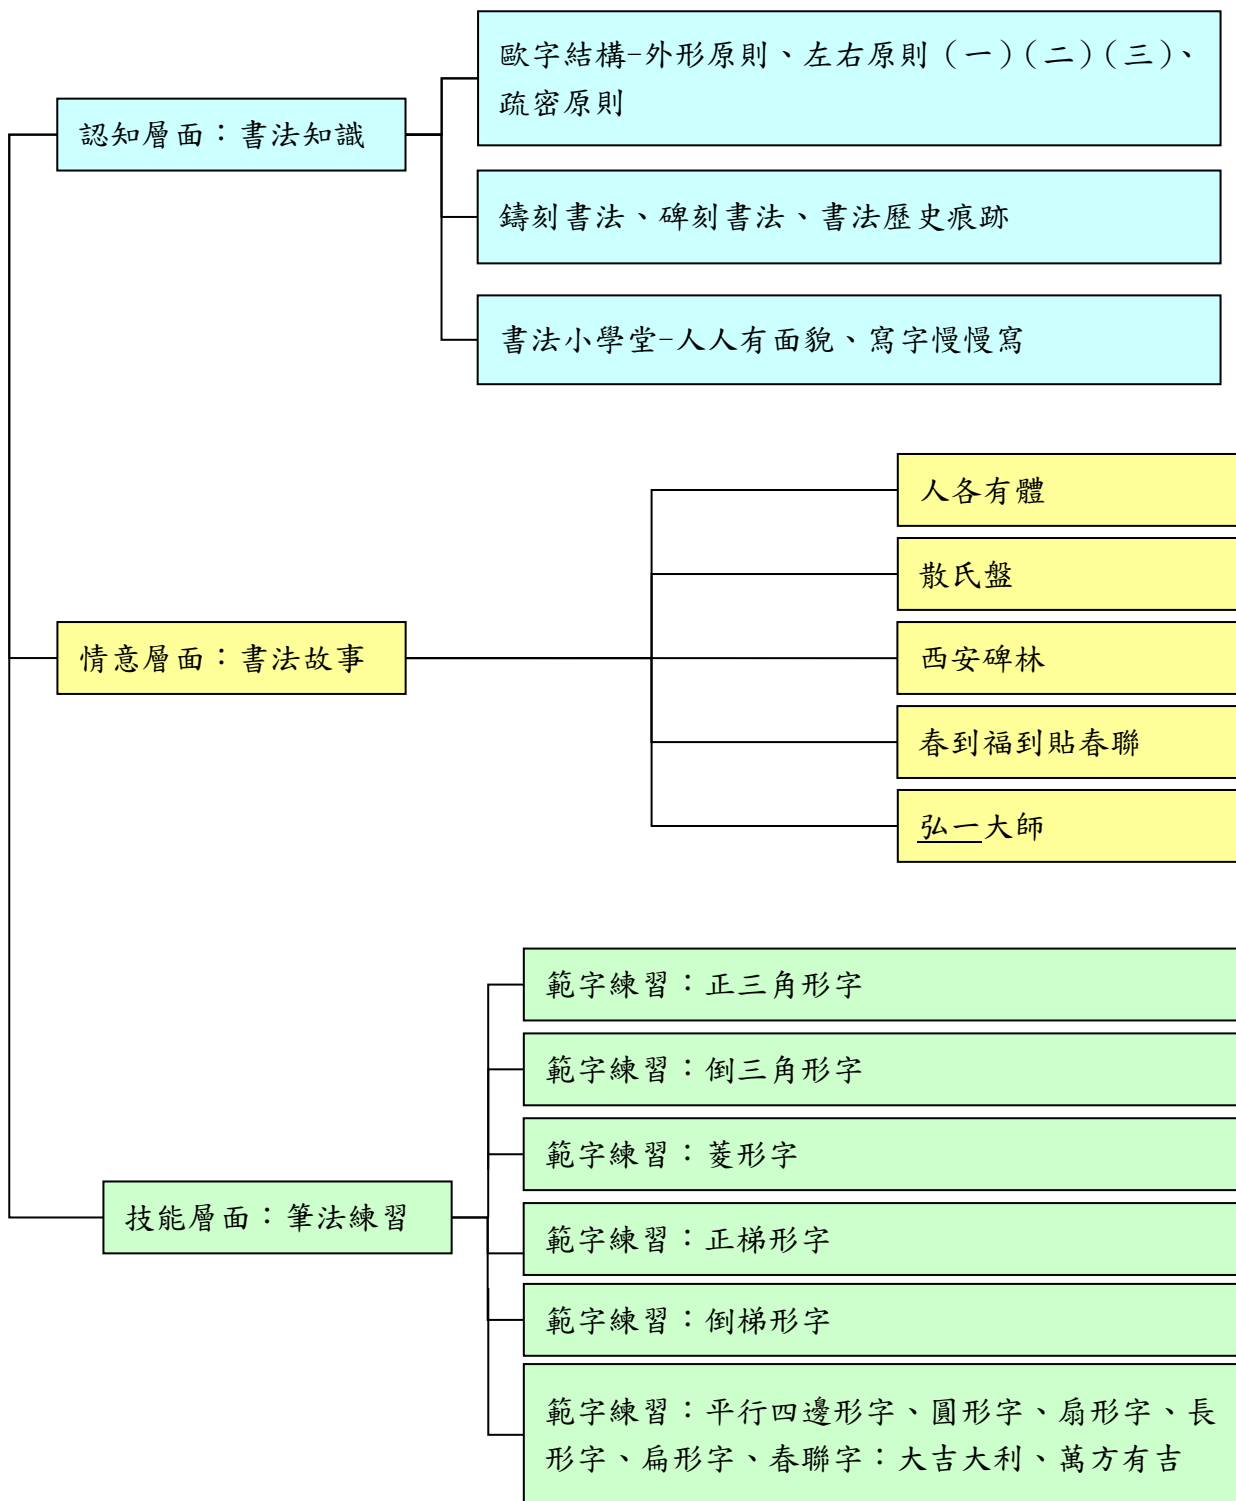 認知層面：書法知識
歐字結構-外形原則、左右原則（一）（二）（三）、
疏密原則
鑄刻書法、碑刻書法、書法歷史痕跡
書法小學堂-人人有面貌、寫字慢慢寫
情意層面：書法故事
人各有體
散氏盤
西安碑林
春到福到貼春聯
弘一大師
技能層面：筆法練習
範字練習：正三角形字
範字練習：倒三角形字
範字練習：菱形字
範字練習：正梯形字
範字練習：倒梯形字
範字練習：平行四邊形字、圓形字、扇形字、長
形字、扁形字、春聯字：大吉大利、萬方有吉